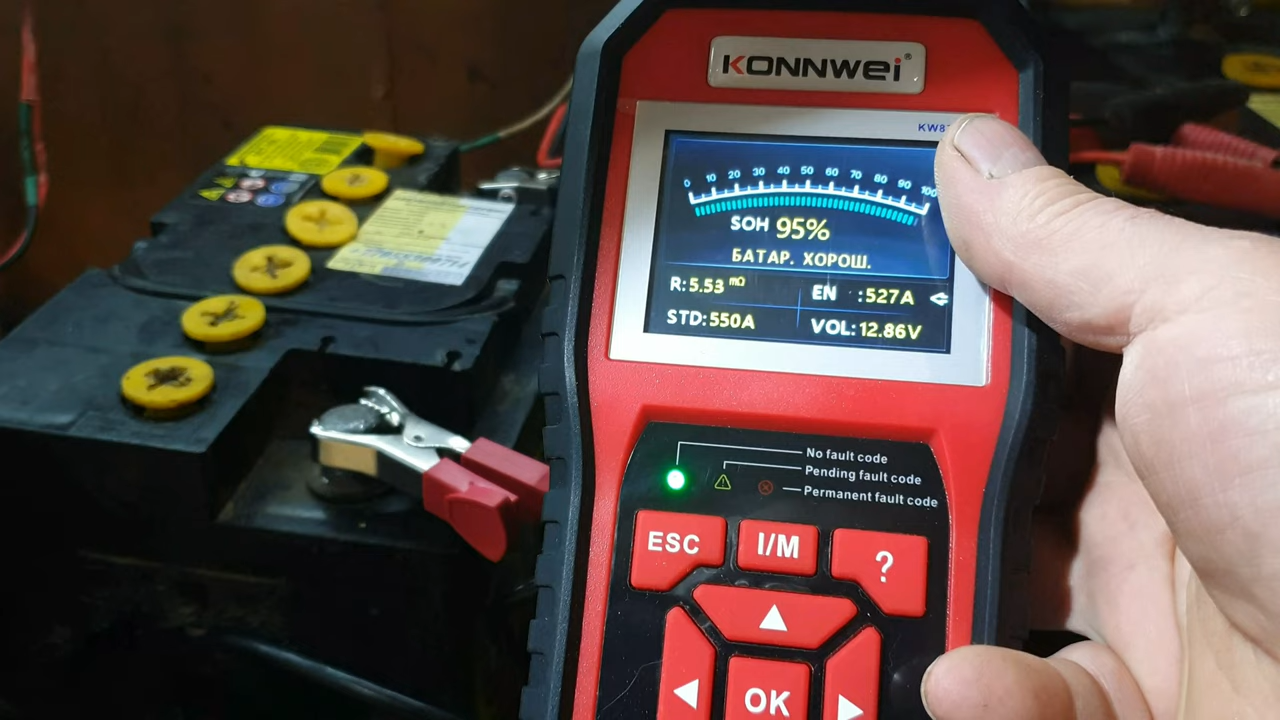 KONNWEI®
0 10 20 30 40 50 60 70 80 90 100
SOH 95%
БАТАР. ХОРОШ.
R:5.53 mΩ EN :527A
STD:550A VOL:12.86V
No fault code
Pending fault code
Permanent fault code
ESC I/M ?
OK